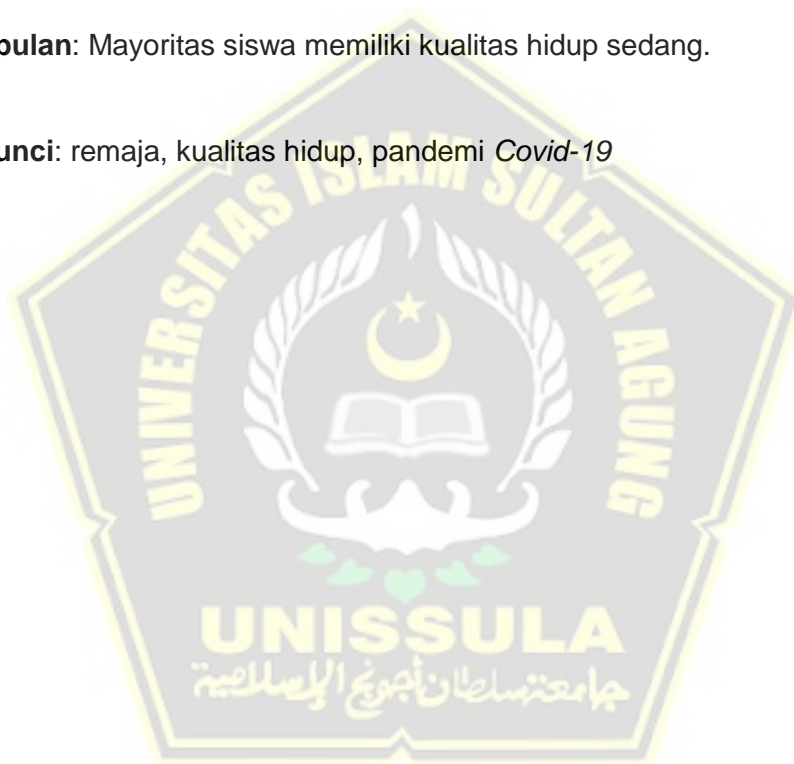 pulan: Mayoritas siswa memiliki kualitas hidup sedang.
unci: remaja, kualitas hidup, pandemi Covid-19
UNIVERSITAS ISLAM SULTAN AGUNG
UNISSULA
جامعة سلطان أجونج الإسلامية